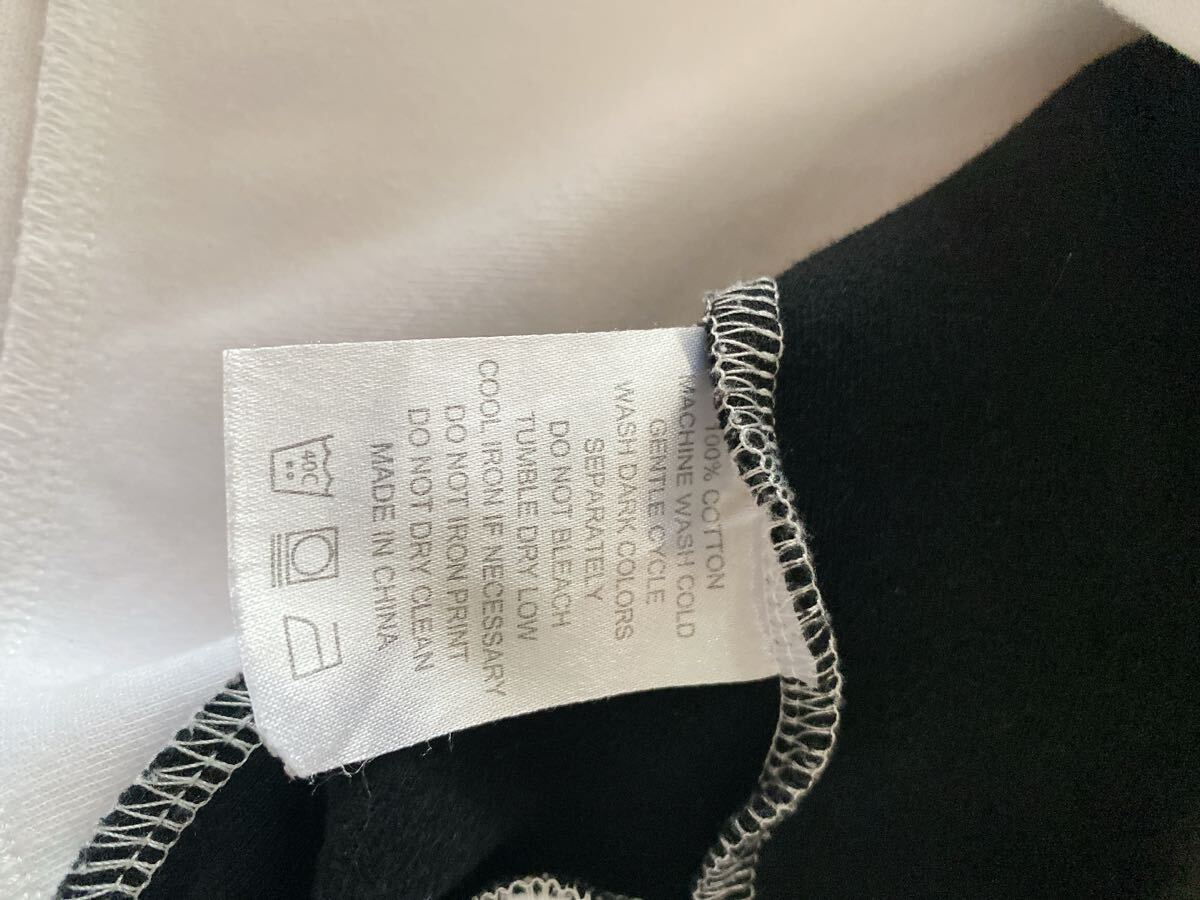 100% COTTON
MACHINE WASH COLD
GENTLE CYCLE
WASH DARK COLORS
SEPARATELY
DO NOT BLEACH
TUMBLE DRY LOW
COOL IRON IF NECESSARY
DO NOT IRON PRINT
DO NOT DRY CLEAN
MADE IN CHINA
40C